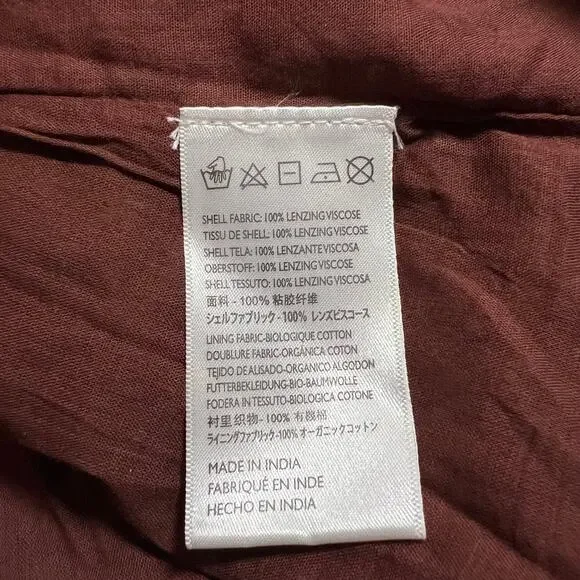 SHELL FABRIC: 100% LENZING VISCOSE
TISSU DE SHELL: 100% LENZING VISCOSE
SHELL TELA: 100% LENZANTE VISCOSA
OBERSTOFF: 100% LENZING VISCOSE
SHELL TESSUTO: 100% LENZING VISCOSA
面料 - 100% 粘胶纤维
シェルファブリック - 100% レンズビスコース
LINING FABRIC-BIOLOGIQUE COTTON
DOUBLURE FABRIC-ORGÁNICA COTON
TEJIDO DE ALISADO-ORGANICO ALGODON
FUTTERBEKLEIDUNG-BIO-BAUMWOLLE
FODERA IN TESSUTO-BIOLOGICA COTONE
衬里织物-100% 有機棉
ライニングファブリック-100% オーガニックコットン
MADE IN INDIA
FABRIQUÉ EN INDE
HECHO EN INDIA